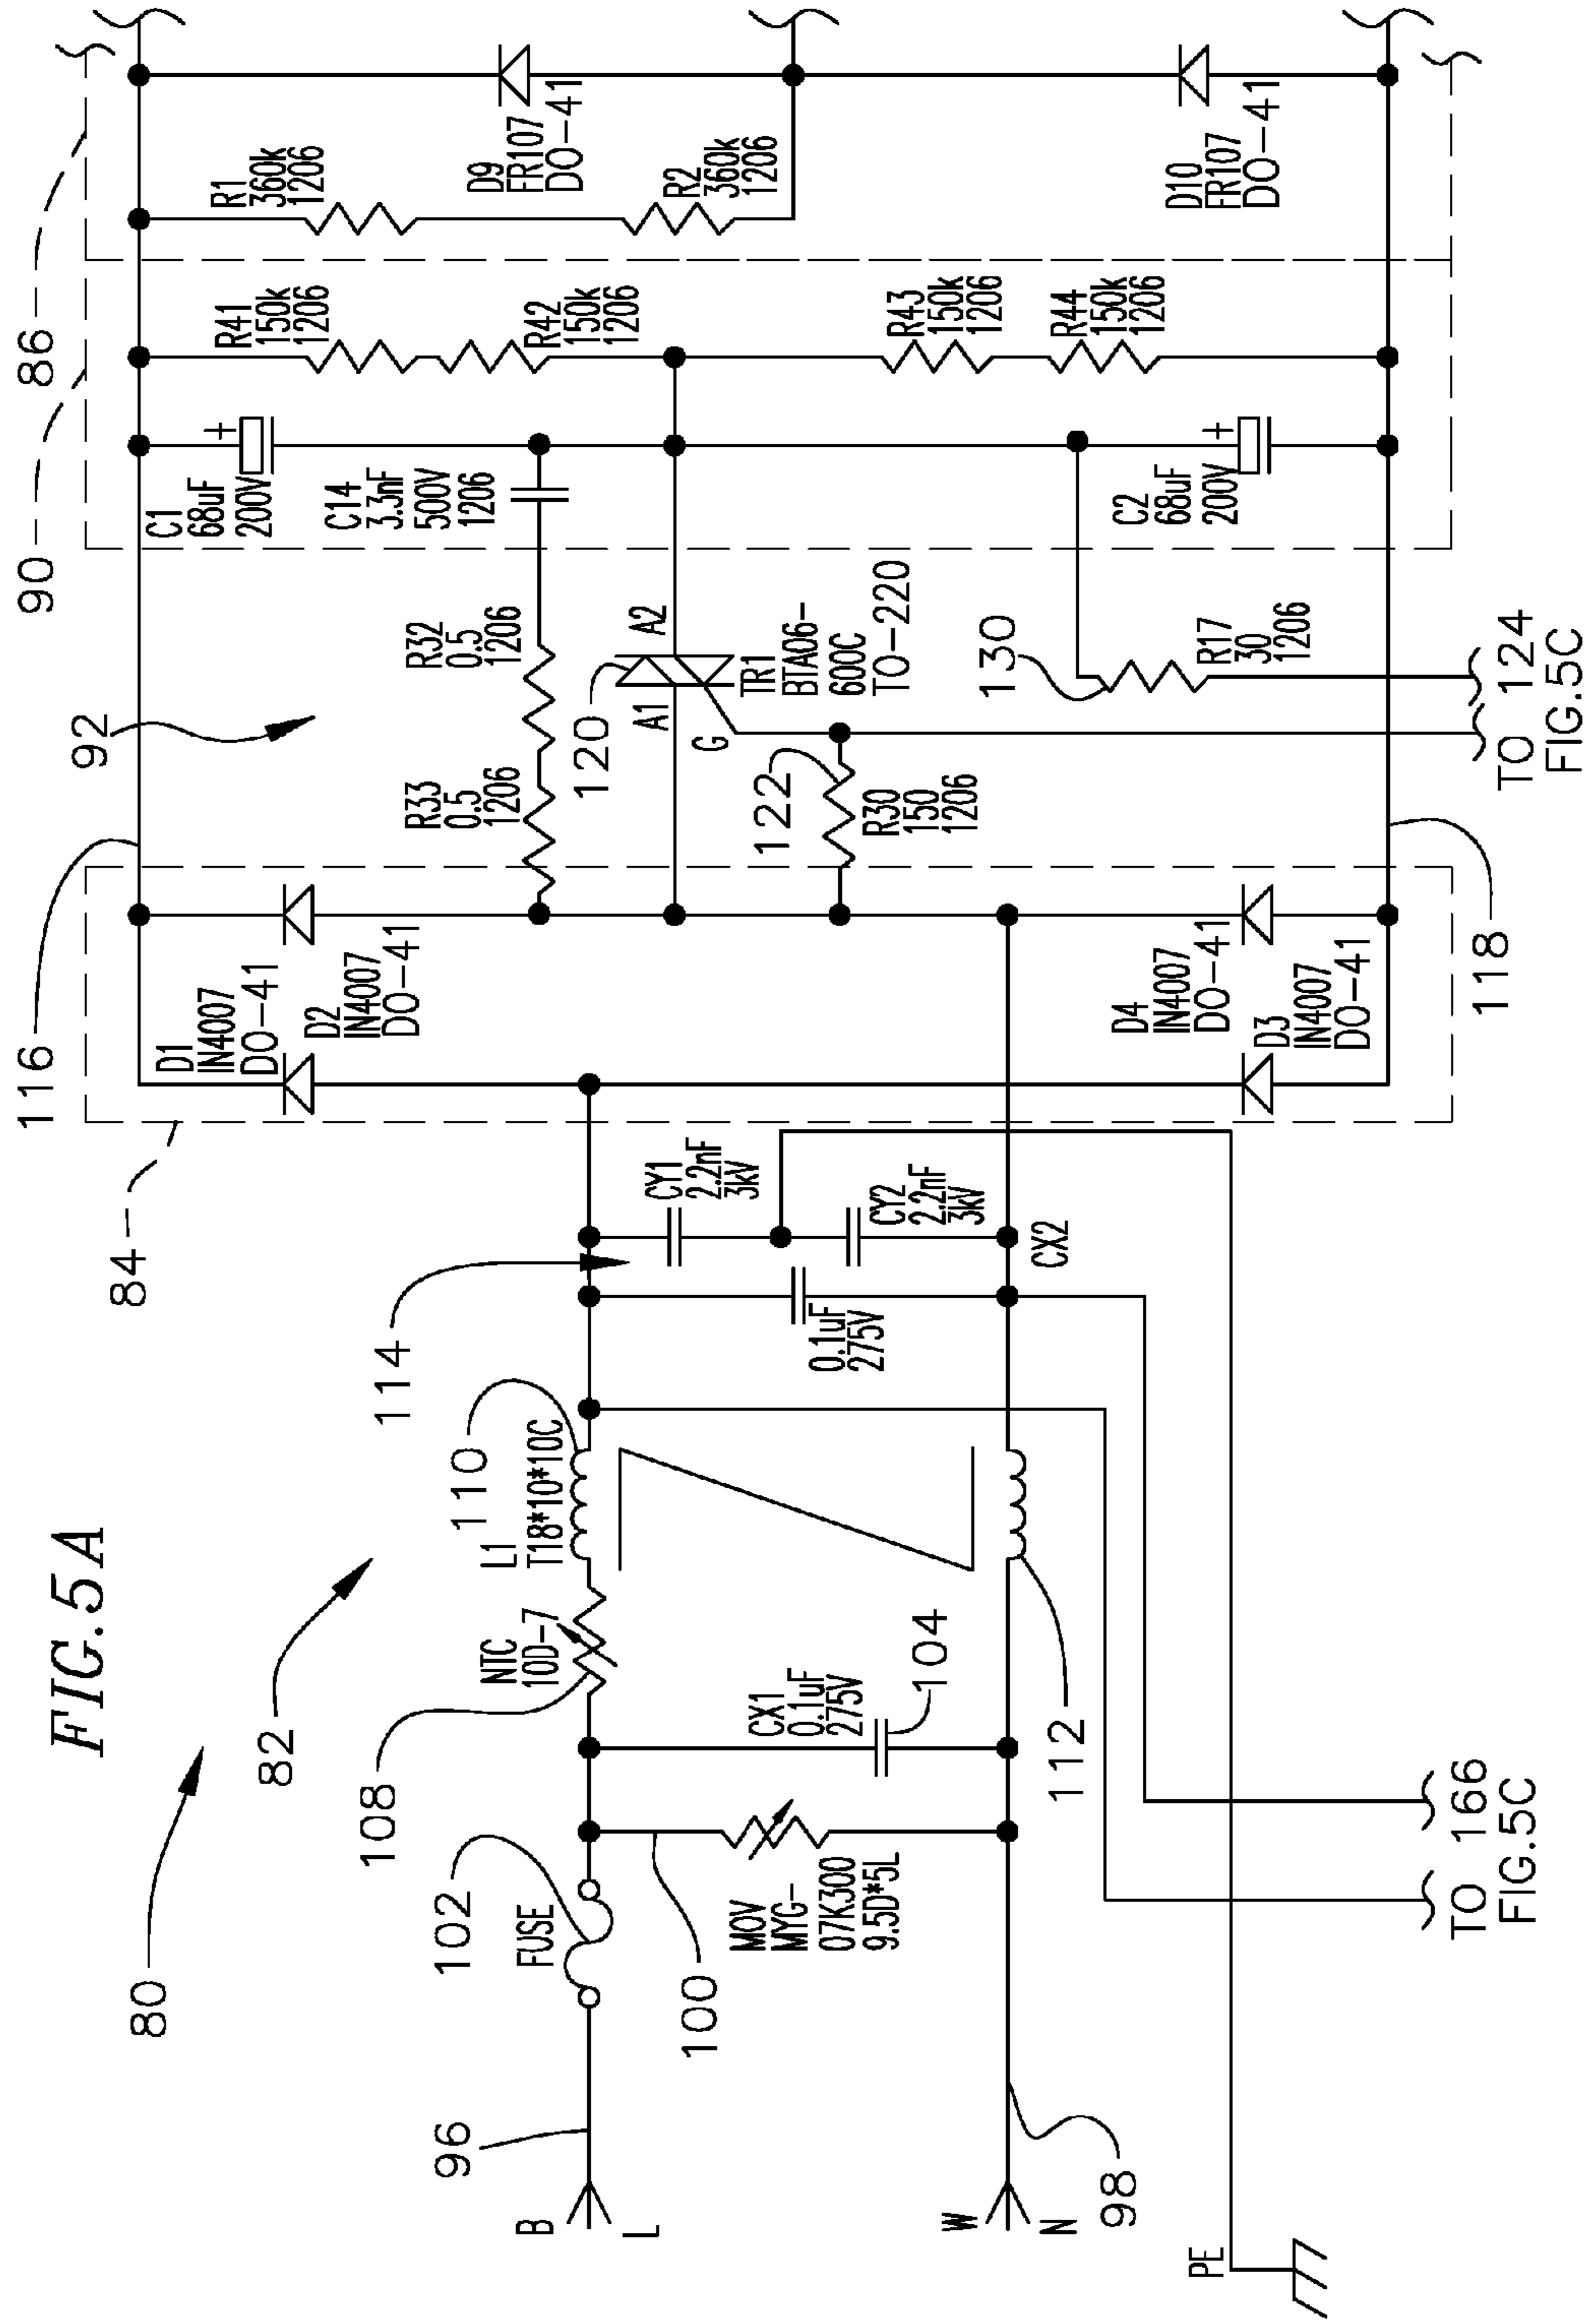 FIG.5A
80
82
84
86
90
92
96
98
100
102
104
108
110
112
114
116
118
120
122
130
B
L
W
N
PE
FUSE
MOV
MYG-
07K300
9.5D*5L
CX1
0.1uF
275V
NTC
10D-7
L1
T18*10*10C
0.1uF
275V
CX2
CY1
2.2nF
3kV
CY2
2.2nF
3kV
TO 166
FIG.5C
D1
IN4007
DO-41
D2
IN4007
DO-41
D4
IN4007
DO-41
D3
IN4007
DO-41
R33
0.5
1206
R32
0.5
1206
A1
A2
G
TR1
BTA06-
600C
TO-220
R30
150
1206
R17
30
1206
TO 124
FIG.5C
C1
68uF
200V
C14
3.3nF
500V
1206
C2
68uF
200V
R41
150k
1206
R42
150k
1206
R43
150k
1206
R44
150k
1206
R1
360k
1206
D9
FR107
DO-41
R2
360k
1206
D10
FR107
DO-41